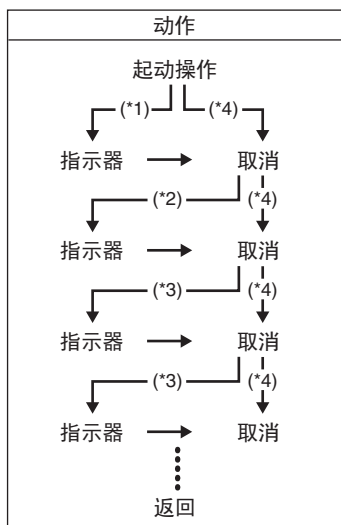 动作
起动操作
(*1) (*4)
指示器 取消
(*2) (*4)
指示器 取消
(*3) (*4)
指示器 取消
(*3) (*4)
指示器 取消
返回